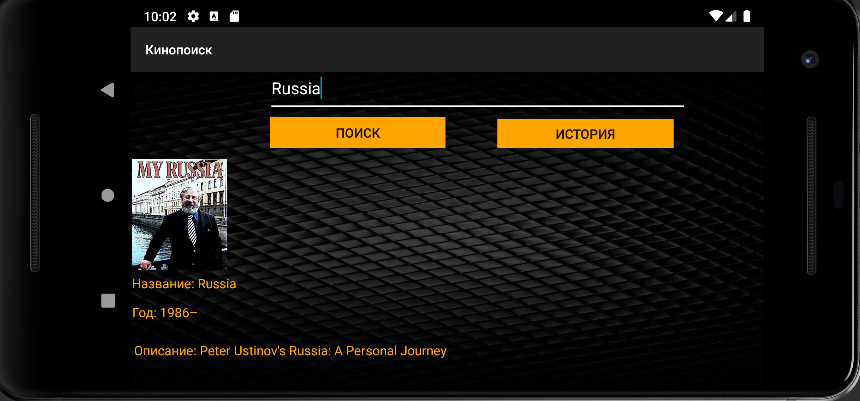 10:02
Кинопоиск
Russia
ПОИСК
ИСТОРИЯ
MY RUSSIA
Название: Russia
Год: 1986–
Описание: Peter Ustinov's Russia: A Personal Journey